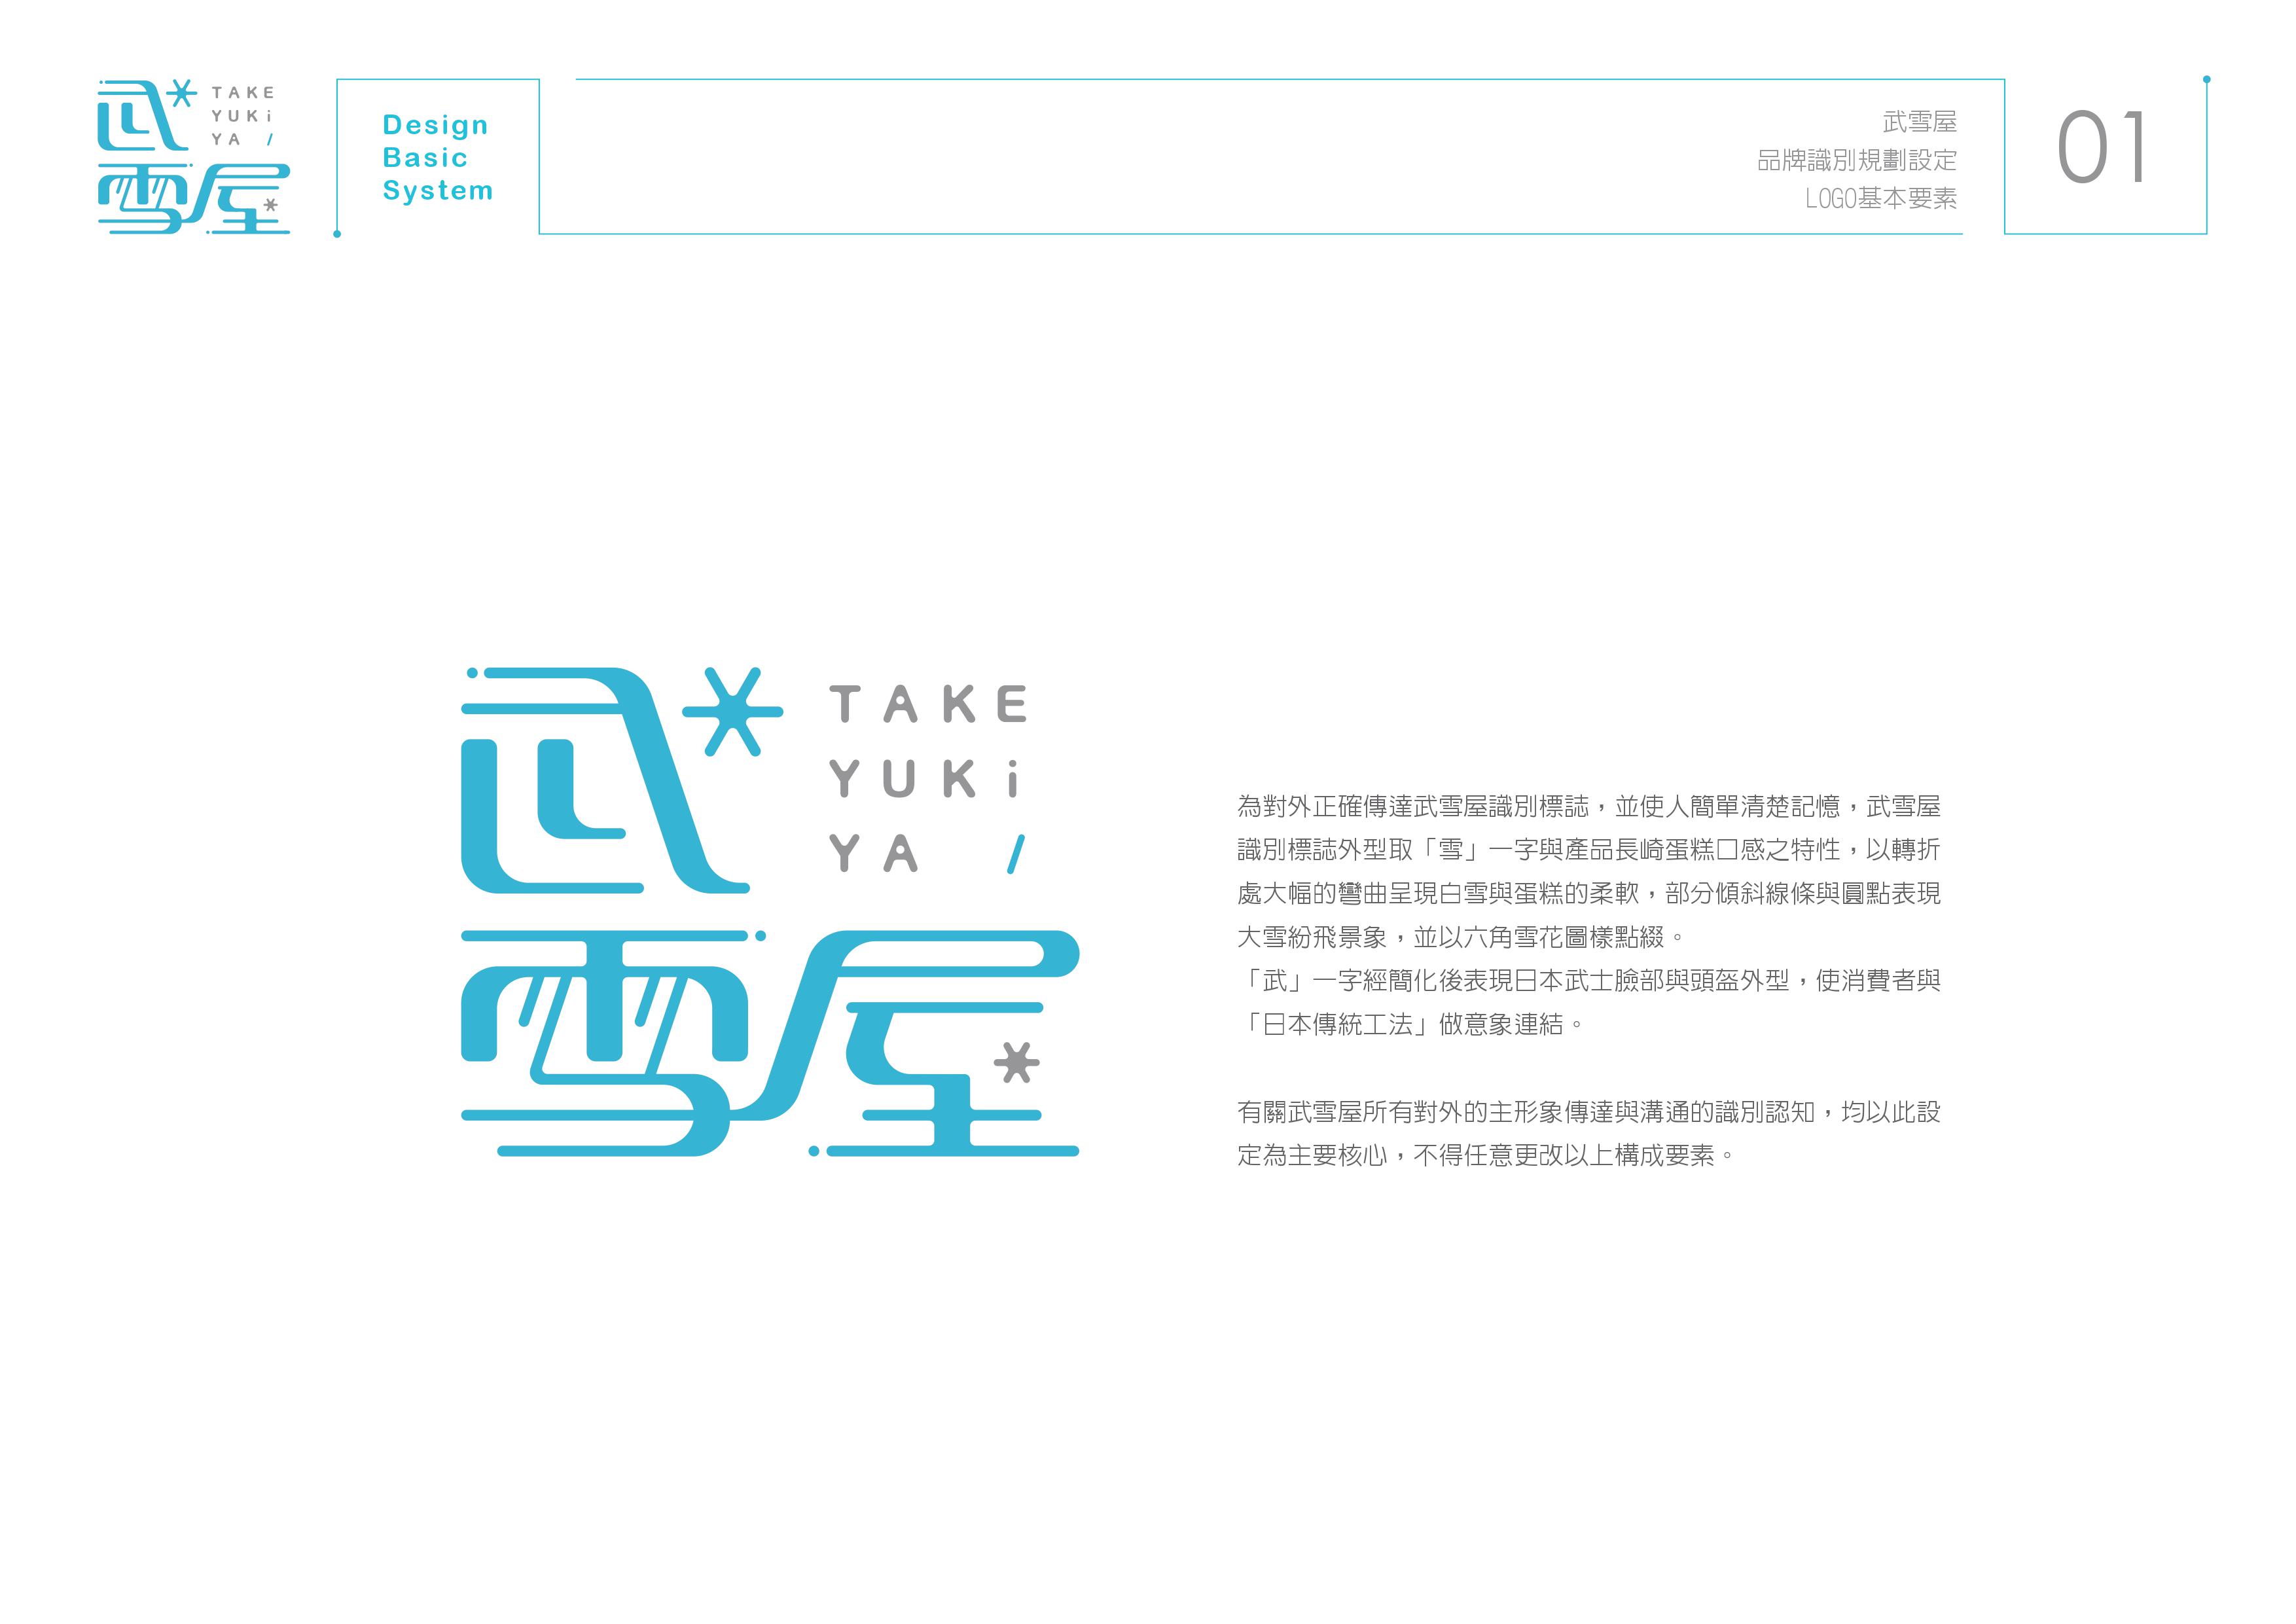 武
TAKE
YUKi
YA /
雪屋
Design
Basic
System
武雪屋
品牌識別規劃設定
LOGO基本要素
01
武
TAKE
YUKi
YA /
雪屋
為對外正確傳達武雪屋識別標誌，並使人簡單清楚記憶，武雪屋
識別標誌外型取「雪」一字與產品長崎蛋糕口感之特性，以轉折
處大幅的彎曲呈現白雪與蛋糕的柔軟，部分傾斜線條與圓點表現
大雪紛飛景象，並以六角雪花圖樣點綴。
「武」一字經簡化後表現日本武士臉部與頭盔外型，使消費者與
「日本傳統工法」做意象連結。
有關武雪屋所有對外的主形象傳達與溝通的識別認知，均以此設
定為主要核心，不得任意更改以上構成要素。